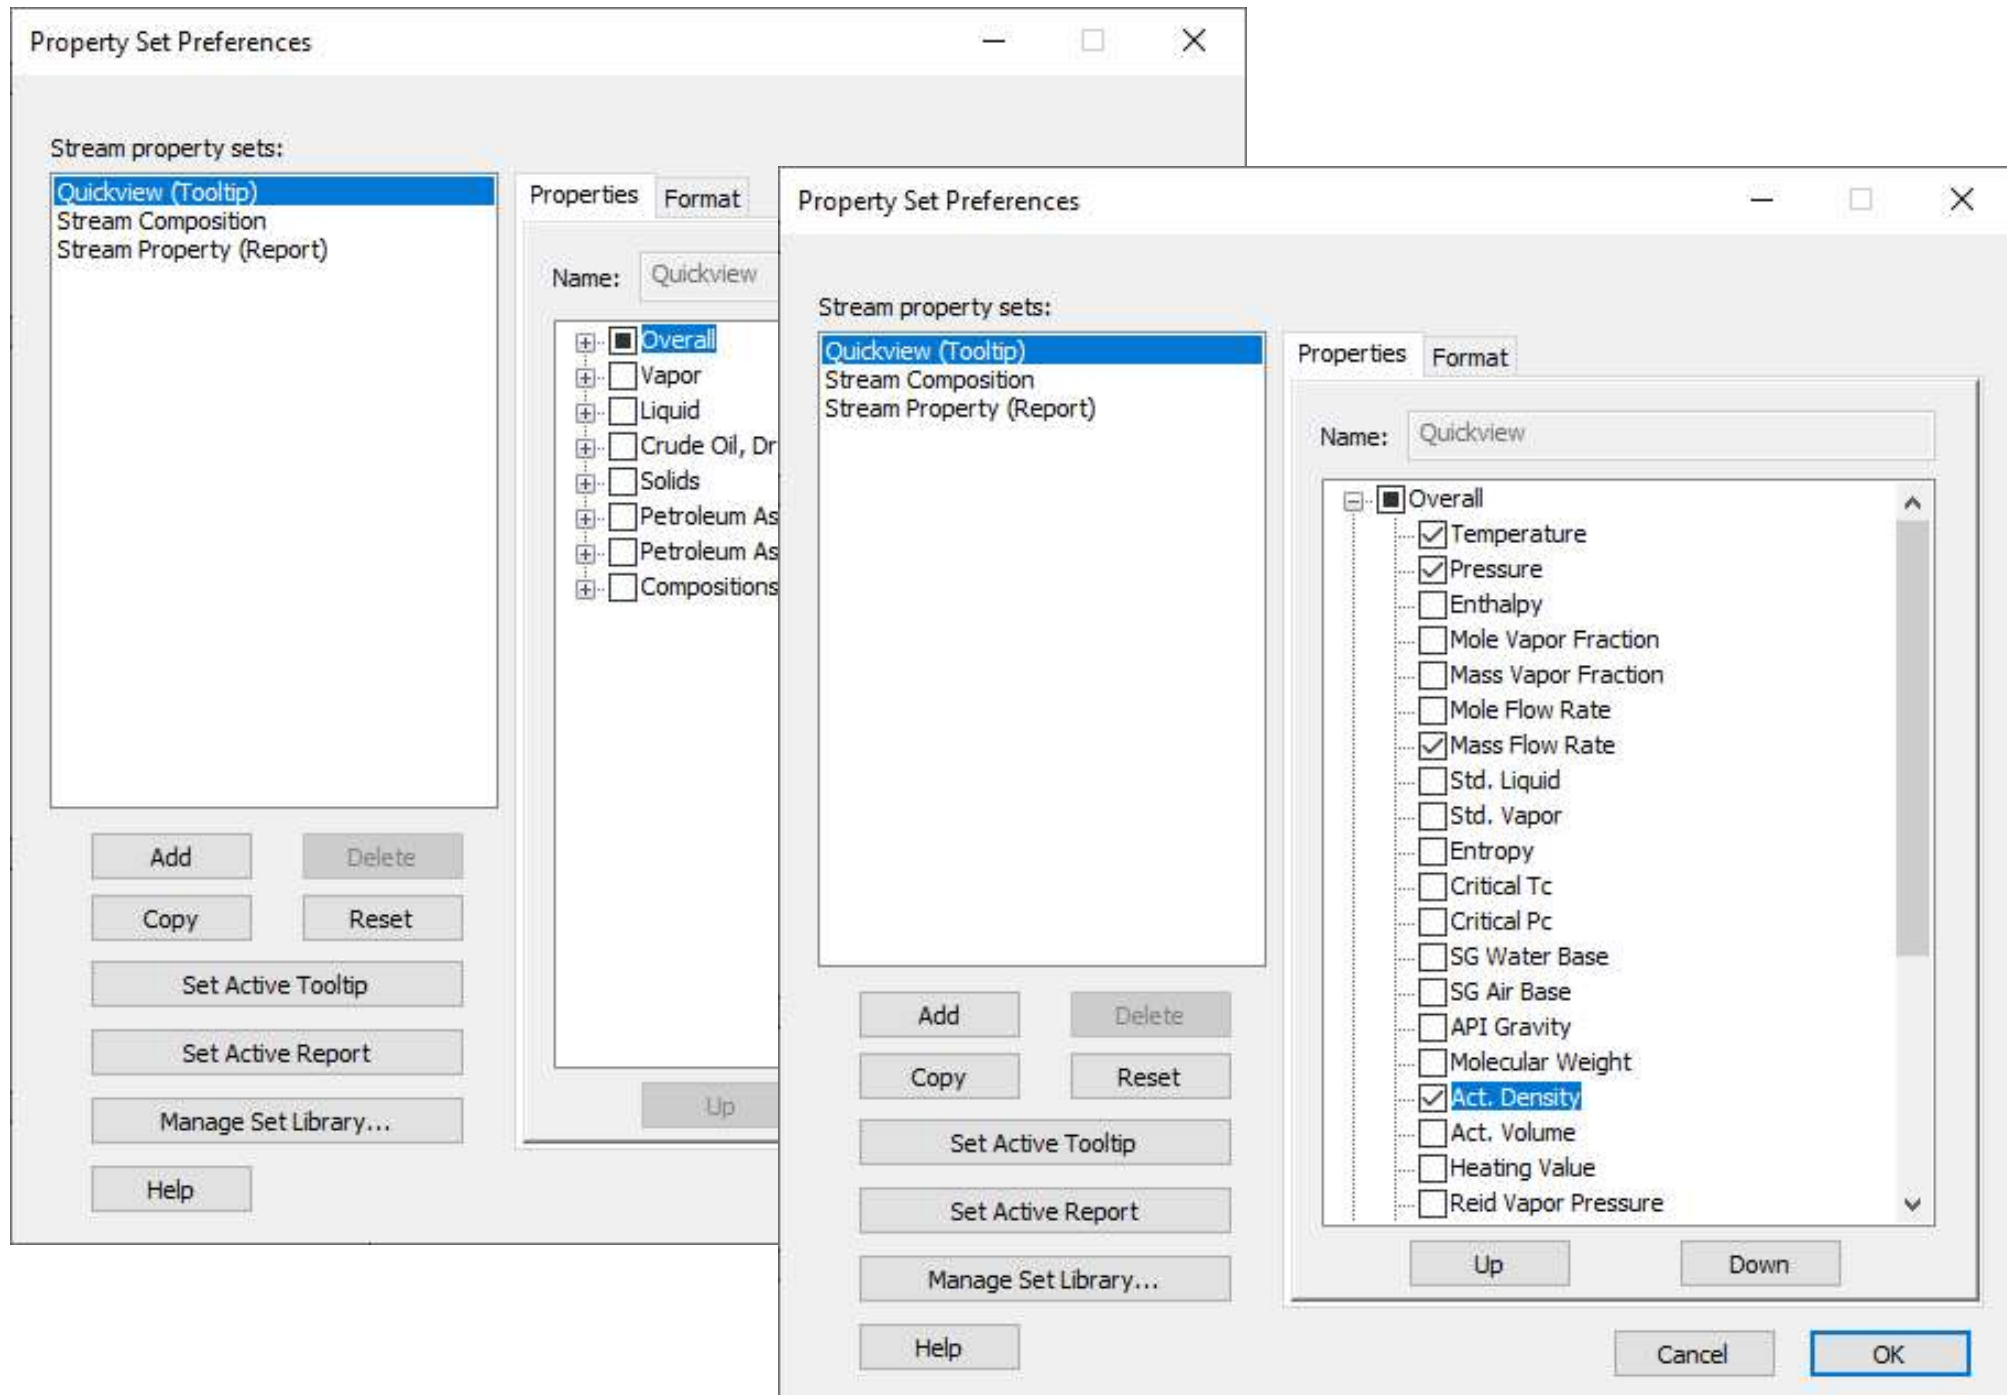 Property Set Preferences
Stream property sets:
Quickview (Tooltip)
Stream Composition
Stream Property (Report)
Add
Delete
Copy
Reset
Set Active Tooltip
Set Active Report
Manage Set Library...
Help
Properties
Format
Name:
Quickview
Overall
Vapor
Liquid
Crude Oil, Dr
Solids
Petroleum As
Petroleum As
Compositions
Up
Property Set Preferences
Stream property sets:
Quickview (Tooltip)
Stream Composition
Stream Property (Report)
Add
Delete
Copy
Reset
Set Active Tooltip
Set Active Report
Manage Set Library...
Help
Properties
Format
Name:
Quickview
Overall
Temperature
Pressure
Enthalpy
Mole Vapor Fraction
Mass Vapor Fraction
Mole Flow Rate
Mass Flow Rate
Std. Liquid
Std. Vapor
Entropy
Critical Tc
Critical Pc
SG Water Base
SG Air Base
API Gravity
Molecular Weight
Act. Density
Act. Volume
Heating Value
Reid Vapor Pressure
Up
Down
Cancel
OK